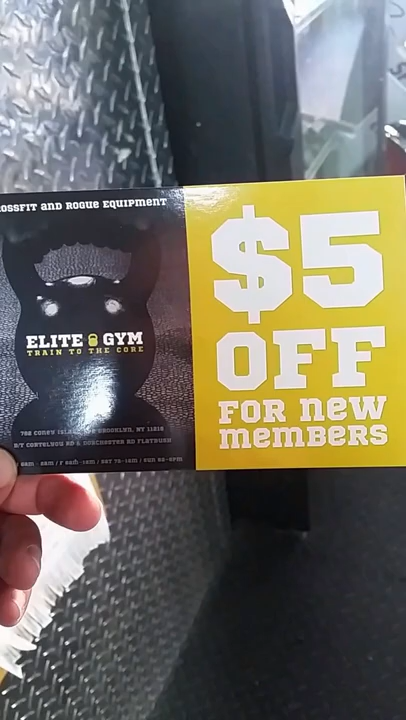 ROSSFIT AND ROGUE EQUIPMENT
ELITE GYM
TRAIN TO THE CORE
BROOKLYN, NY 11218
B/T CORTELYOU RD & DORCHESTER RD FLATBUSH
$5
OFF
FOR new
memBERS